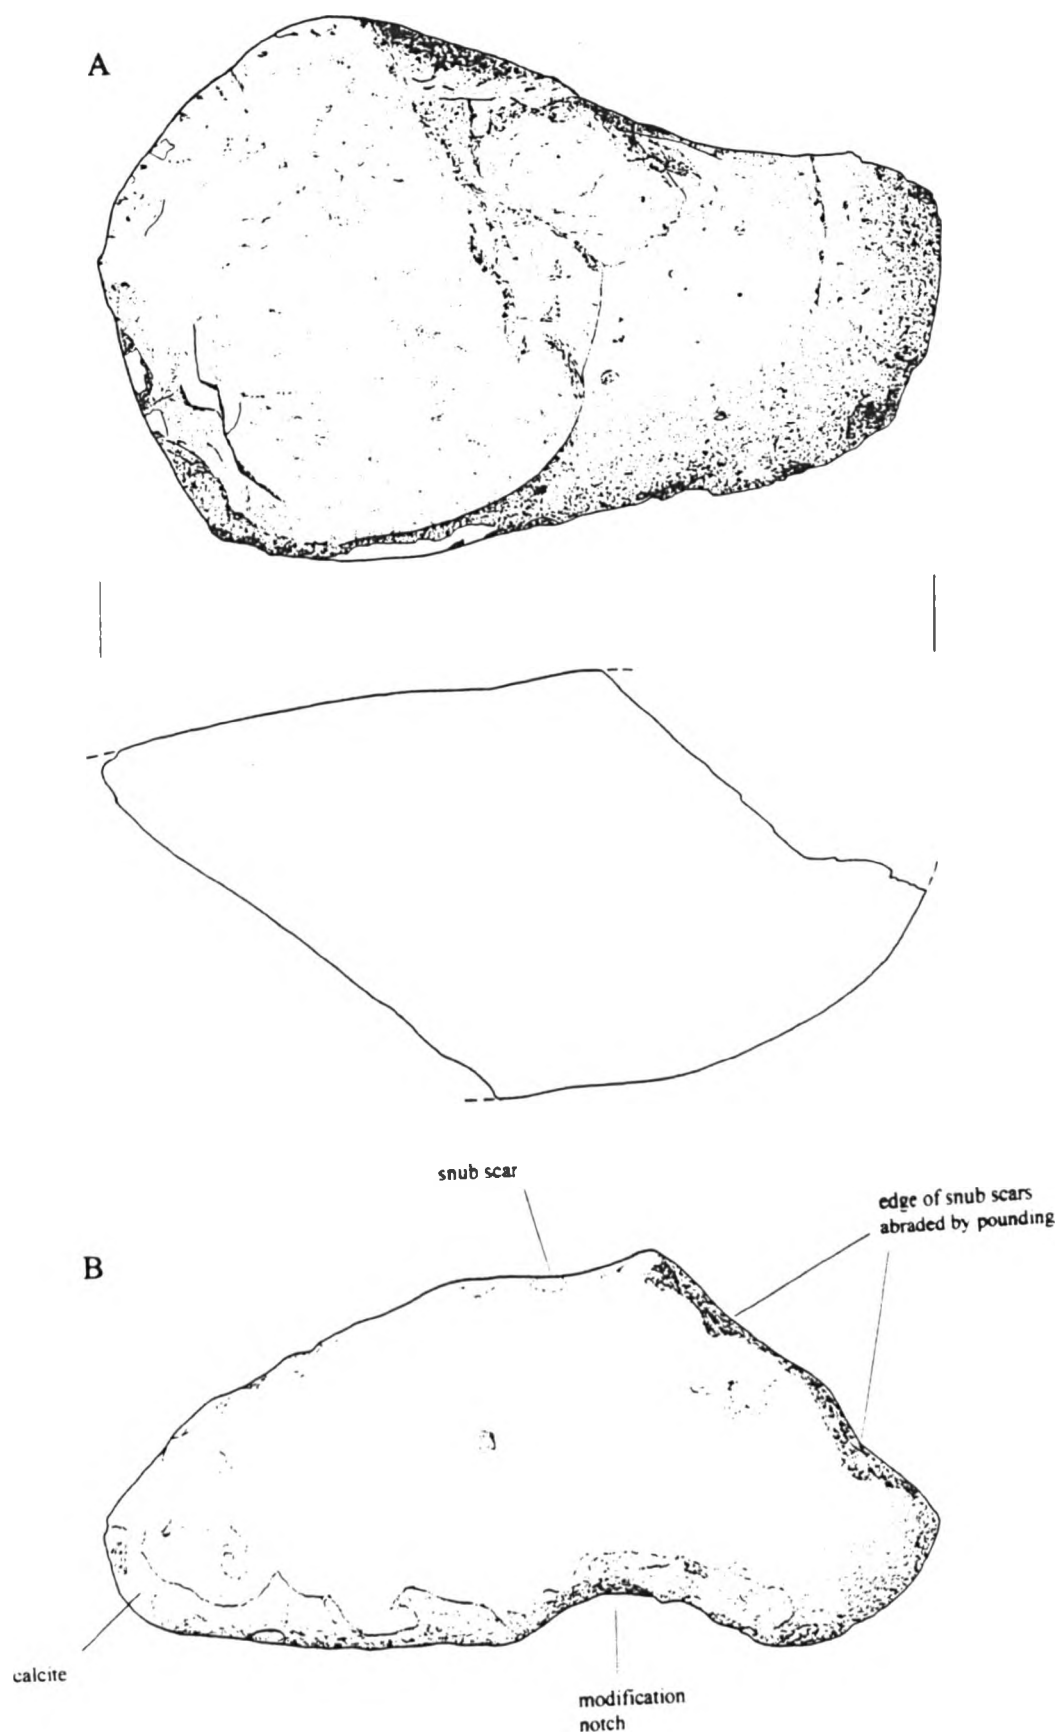 A
snub scar
edge of snub scars
abraded by pounding
B
calcite
modification
notch